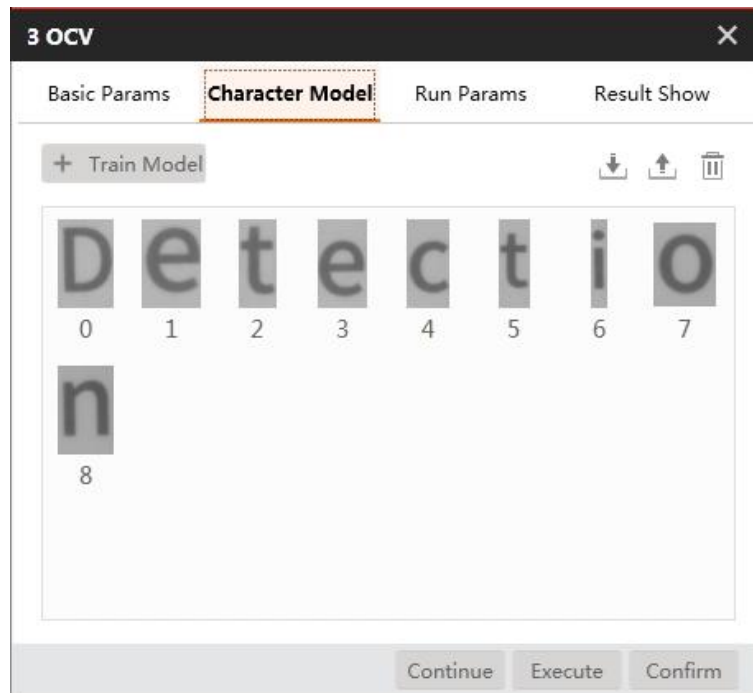 3 OCV
Basic Params Character Model Run Params Result Show
+ Train Model
D e t e c t i o
0 1 2 3 4 5 6 7
n
8
Continue Execute Confirm